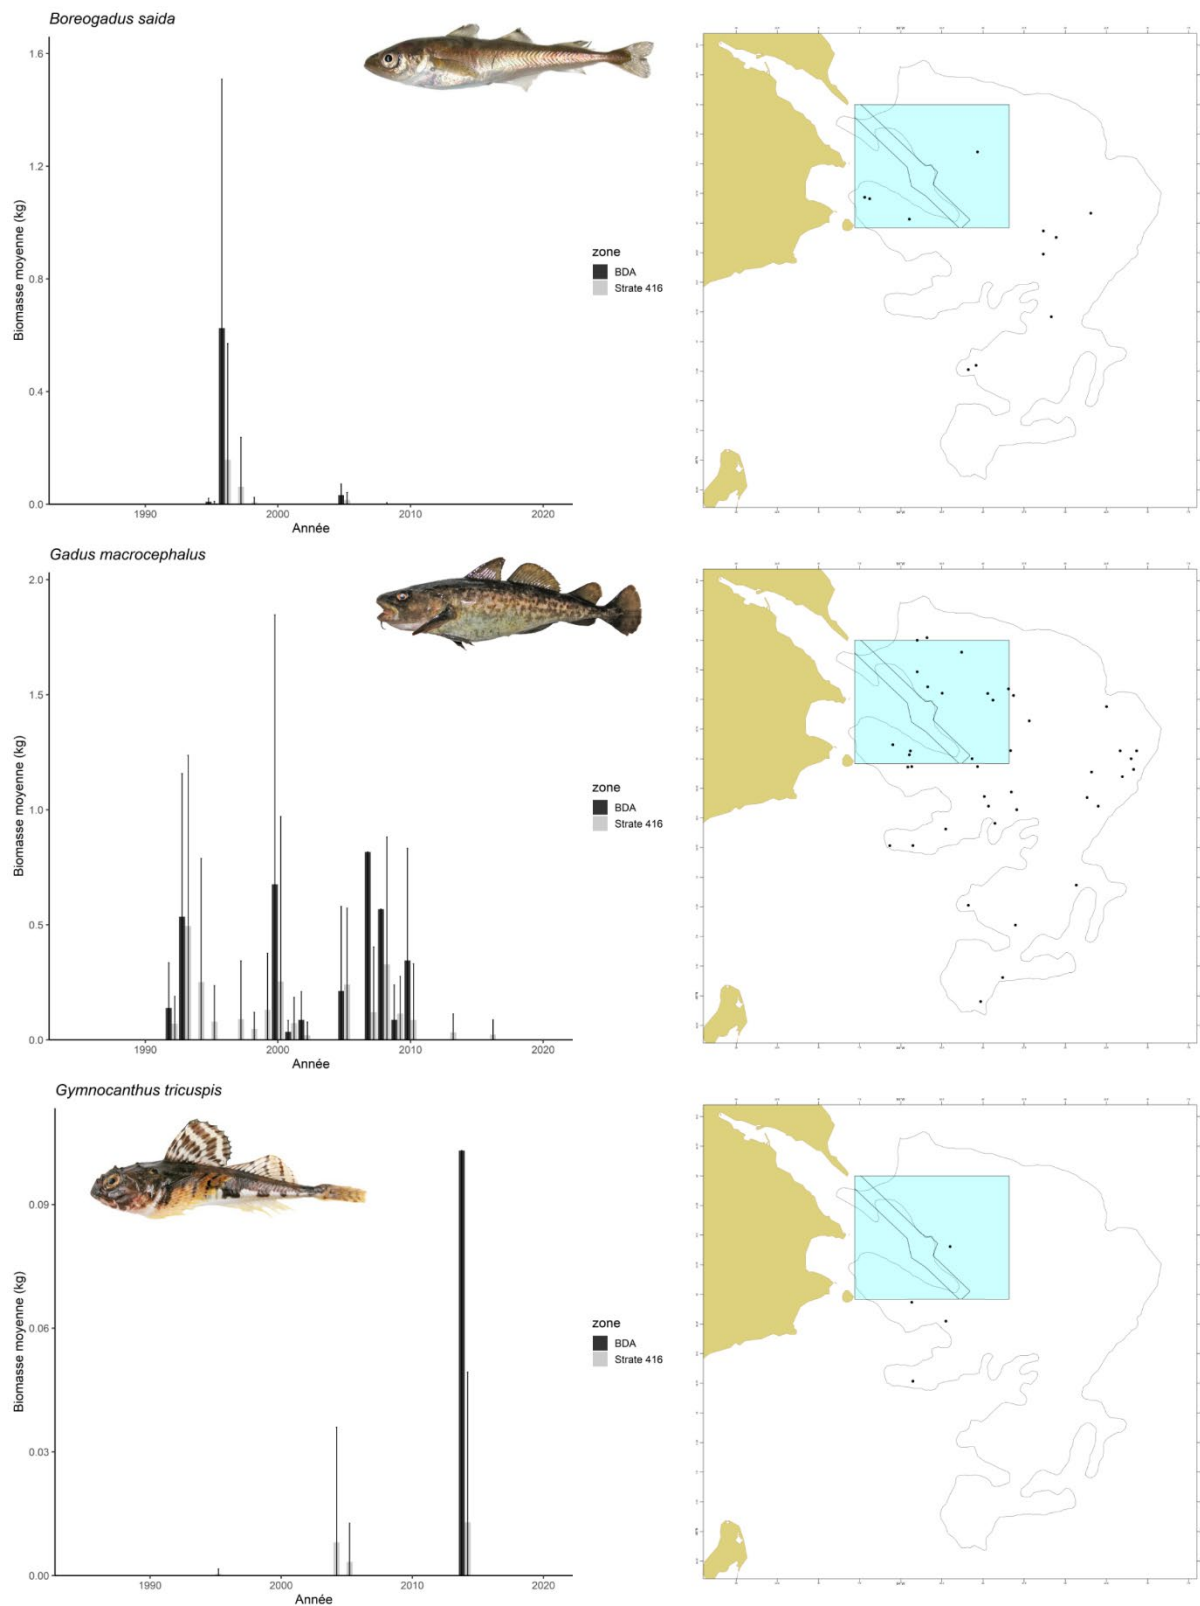 Boreogadus saida
1.6
1.2
0.8
0.4
0.0
Biomasse moyenne (kg)
1990
2000
2010
2020
Année
zone
BDA
Strate 416
Gadus macrocephalus
2.0
1.5
1.0
0.5
0.0
Biomasse moyenne (kg)
1990
2000
2010
2020
Année
zone
BDA
Strate 416
Gymnocanthus tricuspis
0.09
0.06
0.03
0.00
Biomasse moyenne (kg)
1990
2000
2010
2020
Année
zone
BDA
Strate 416